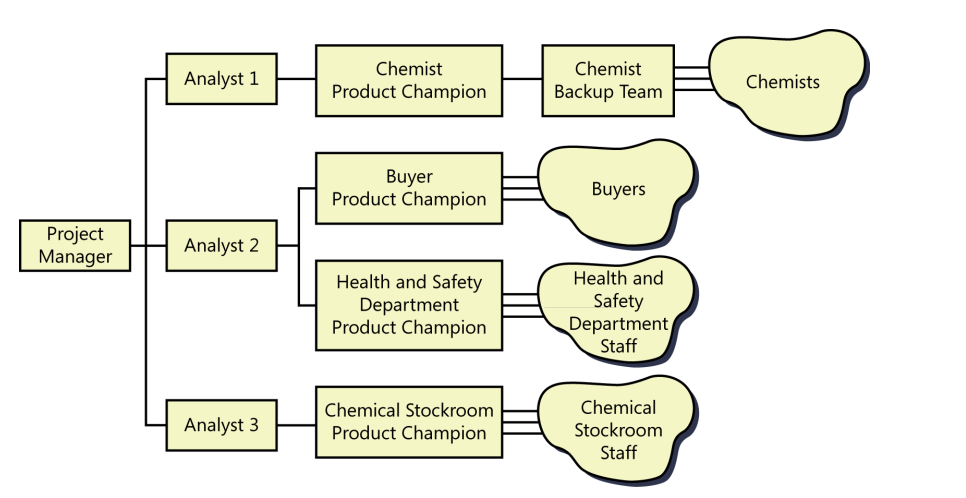 Analyst 1
Chemist
Product Champion
Chemist
Backup Team
Chemists
Buyer
Product Champion
Buyers
Project
Manager
Analyst 2
Health and Safety
Department
Product Champion
Health and
Safety
Department
Staff
Analyst 3
Chemical Stockroom
Product Champion
Chemical
Stockroom
Staff